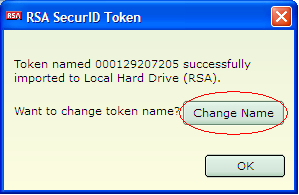 RSA RSA SecurID Token
Token named 000129207205 successfully
imported to Local Hard Drive (RSA).
Want to change token name? Change Name
OK